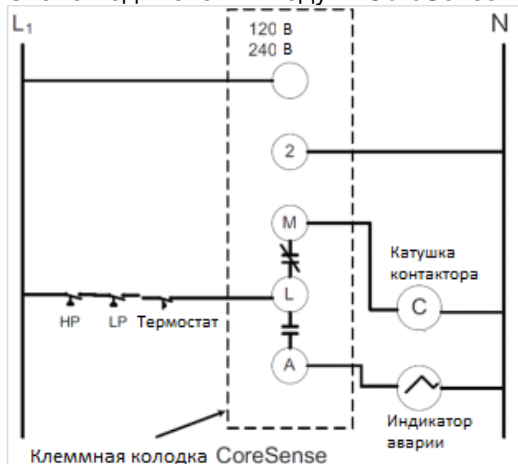 L1
N
120 В
240 В
2
M
Катушка
контактора
L
C
HP
LP
Термостат
A
Индикатор
аварии
Клеммная колодка CoreSense